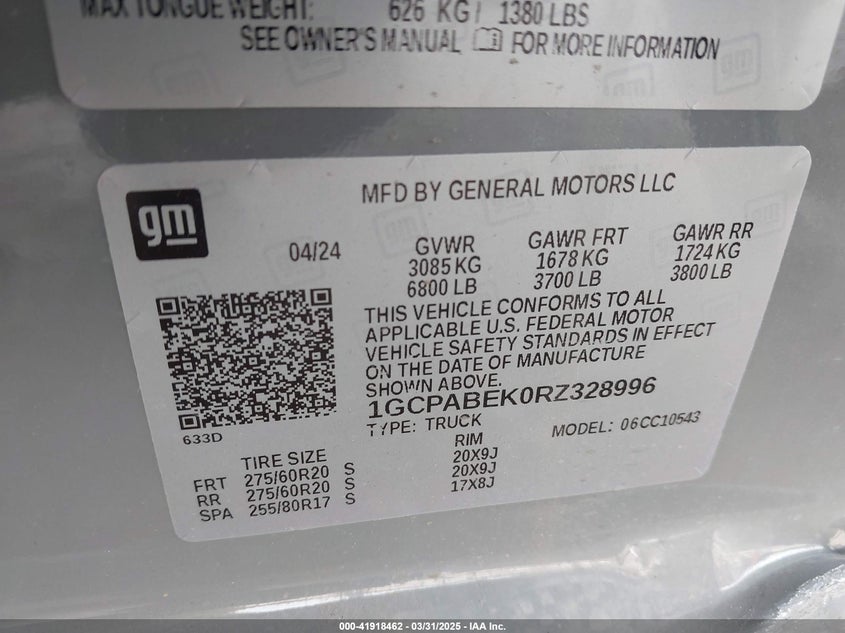 MAX TONGUE WEIGHT: 626 KG / 1380 LBS
SEE OWNER'S MANUAL FOR MORE INFORMATION
gm
MFD BY GENERAL MOTORS LLC
04/24
GVWR GAWR FRT GAWR RR
3085 KG 1678 KG 1724 KG
6800 LB 3700 LB 3800 LB
THIS VEHICLE CONFORMS TO ALL
APPLICABLE U.S. FEDERAL MOTOR
VEHICLE SAFETY STANDARDS IN EFFECT
ON THE DATE OF MANUFACTURE
SHOWN ABOVE.
1GCPABEK0RZ328996
TYPE: TRUCK MODEL: 06CC10543
633D
TIRE SIZE RIM
FRT 275/60R20 S 20X9J
RR 275/60R20 S 20X9J
SPA 255/80R17 S 17X8J
000-41918462 - 03/31/2025 - IAA Inc.